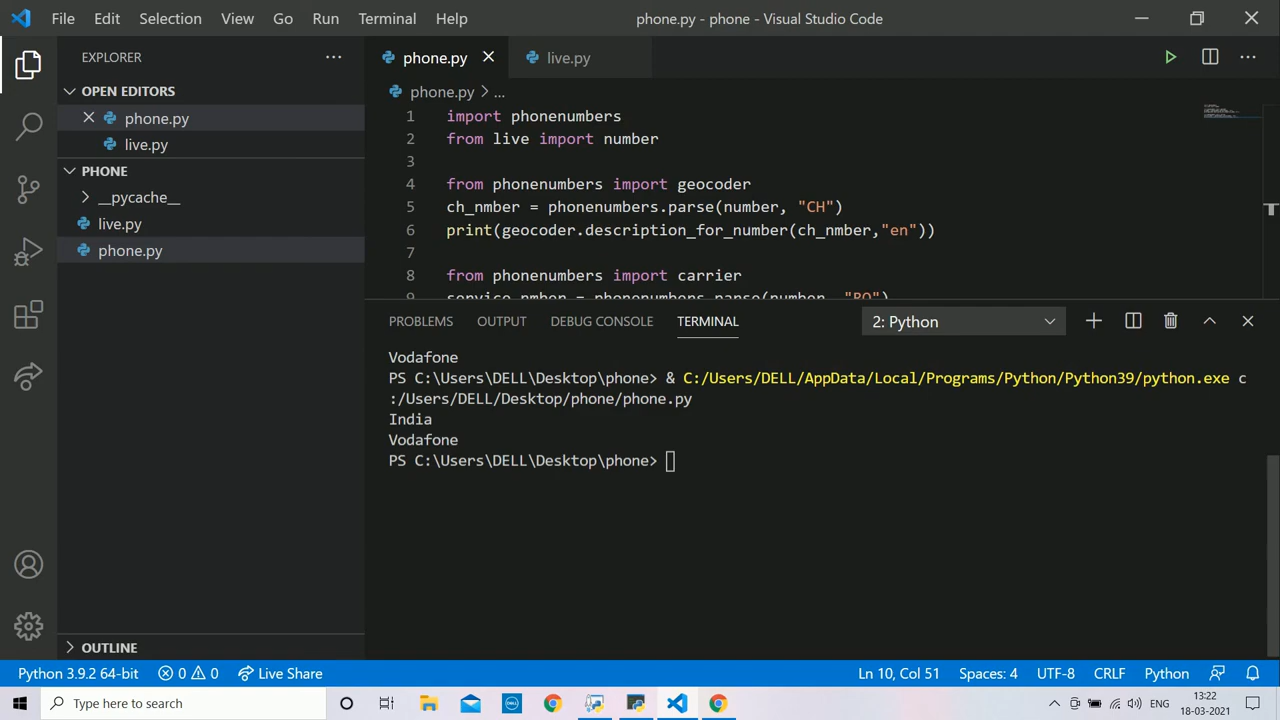 File Edit Selection View Go Run Terminal Help phone.py - phone - Visual Studio Code
EXPLORER
phone.py
live.py
OPEN EDITORS
phone.py > ...
phone.py
live.py
1 import phonenumbers
2 from live import number
3
4 from phonenumbers import geocoder
5 ch_nmber = phonenumbers.parse(number, "CH")
6 print(geocoder.description_for_number(ch_nmber,"en"))
7
8 from phonenumbers import carrier
9 service_nmber = phonenumbers.parse(number, "RO")
PHONE
__pycache__
live.py
phone.py
PROBLEMS OUTPUT DEBUG CONSOLE TERMINAL 2: Python
Vodafone
PS C:\Users\DELL\Desktop\phone> & C:/Users/DELL/AppData/Local/Programs/Python/Python39/python.exe c
:/Users/DELL/Desktop/phone/phone.py
India
Vodafone
PS C:\Users\DELL\Desktop\phone>
OUTLINE
Python 3.9.2 64-bit 0 0 Live Share Ln 10, Col 51 Spaces: 4 UTF-8 CRLF Python
Type here to search
ENG
13:22
18-03-2021